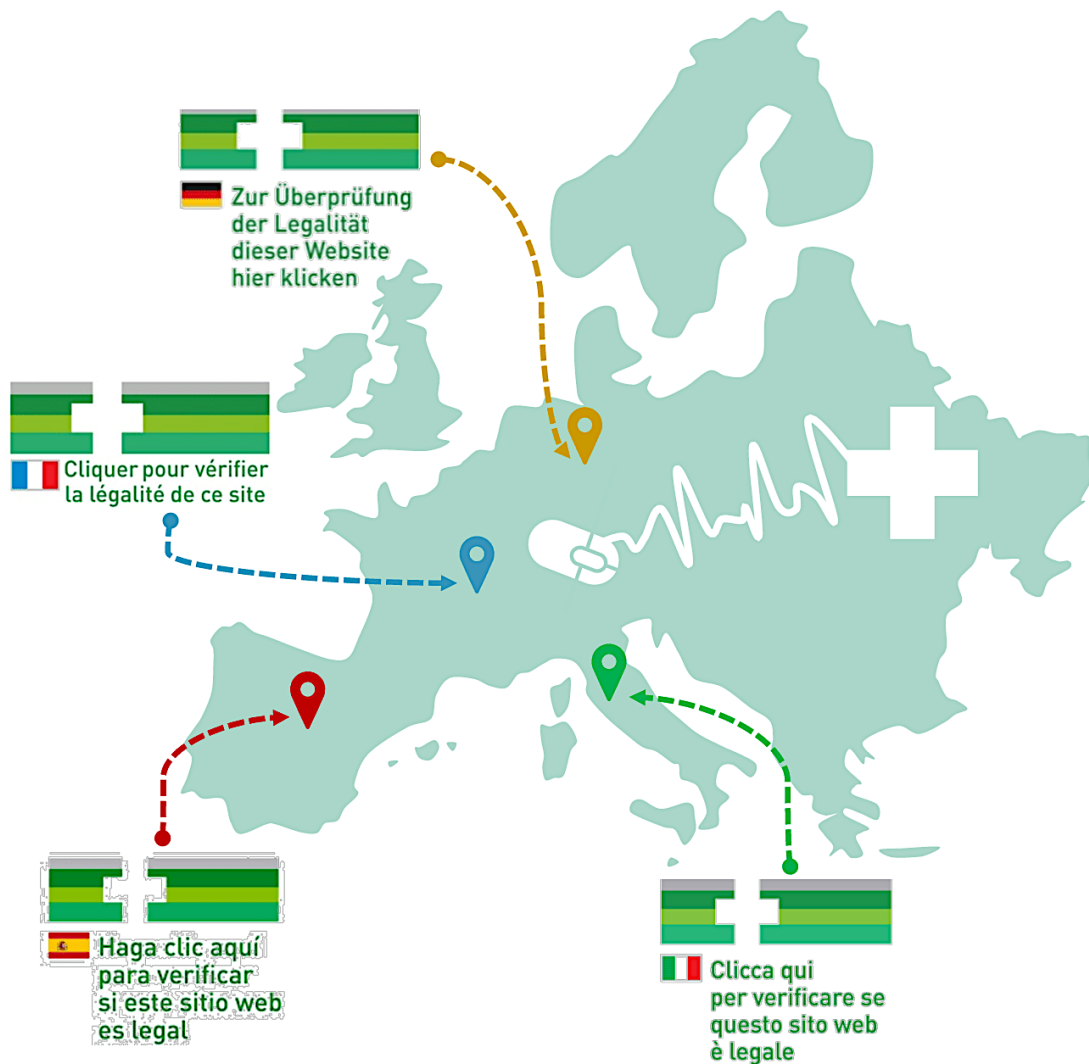 Zur Überprüfung
der Legalität
dieser Website
hier klicken
Cliquer pour vérifier
la légalité de ce site
Haga clic aquí
para verificar
si este sitio web
es legal
Clicca qui
per verificare se
questo sito web
è legale